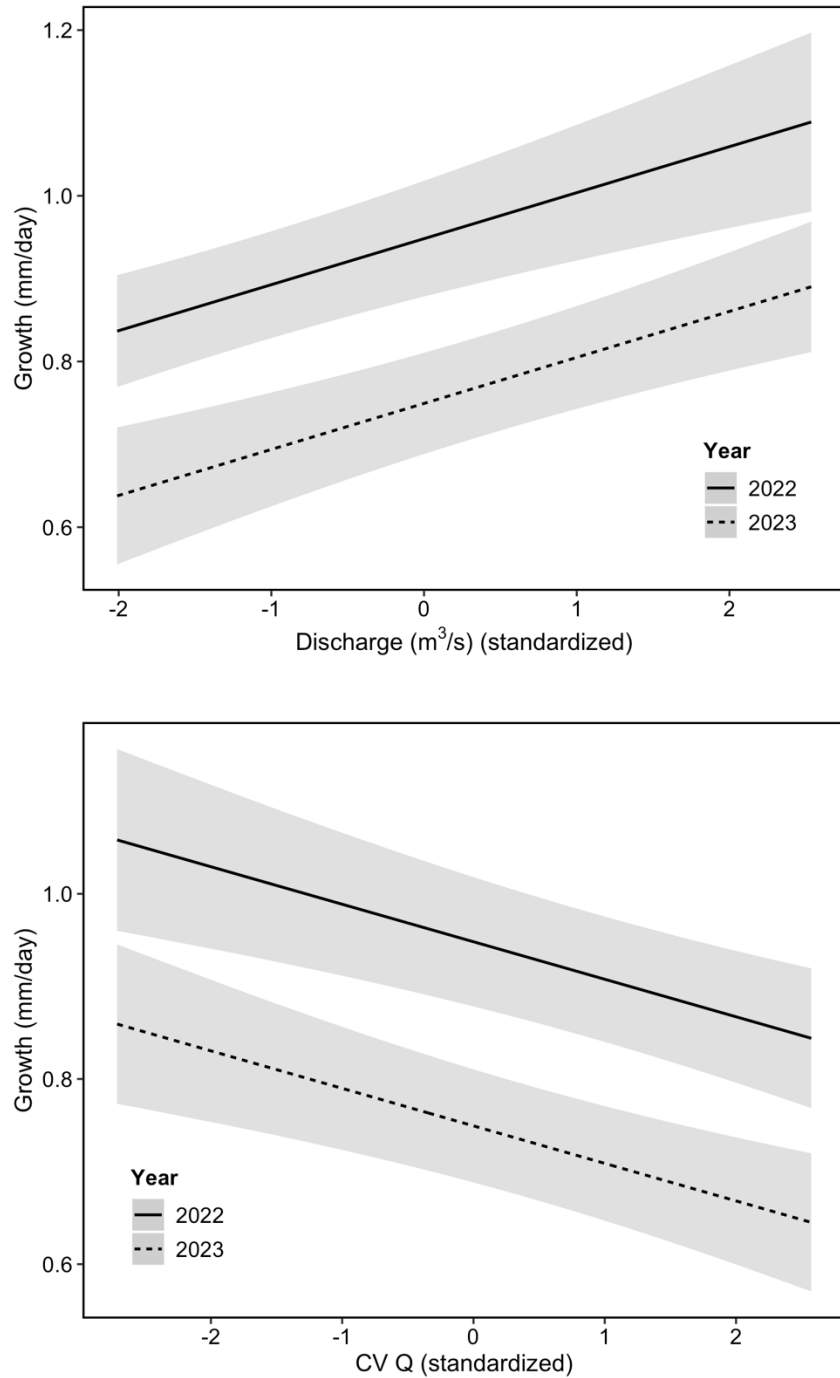 1.2
1.0
0.8
0.6
Growth (mm/day)
Year
2022
2023
-2 -1 0 1 2
Discharge (m³/s) (standardized)
1.0
0.8
0.6
Growth (mm/day)
Year
2022
2023
-2 -1 0 1 2
CV Q (standardized)